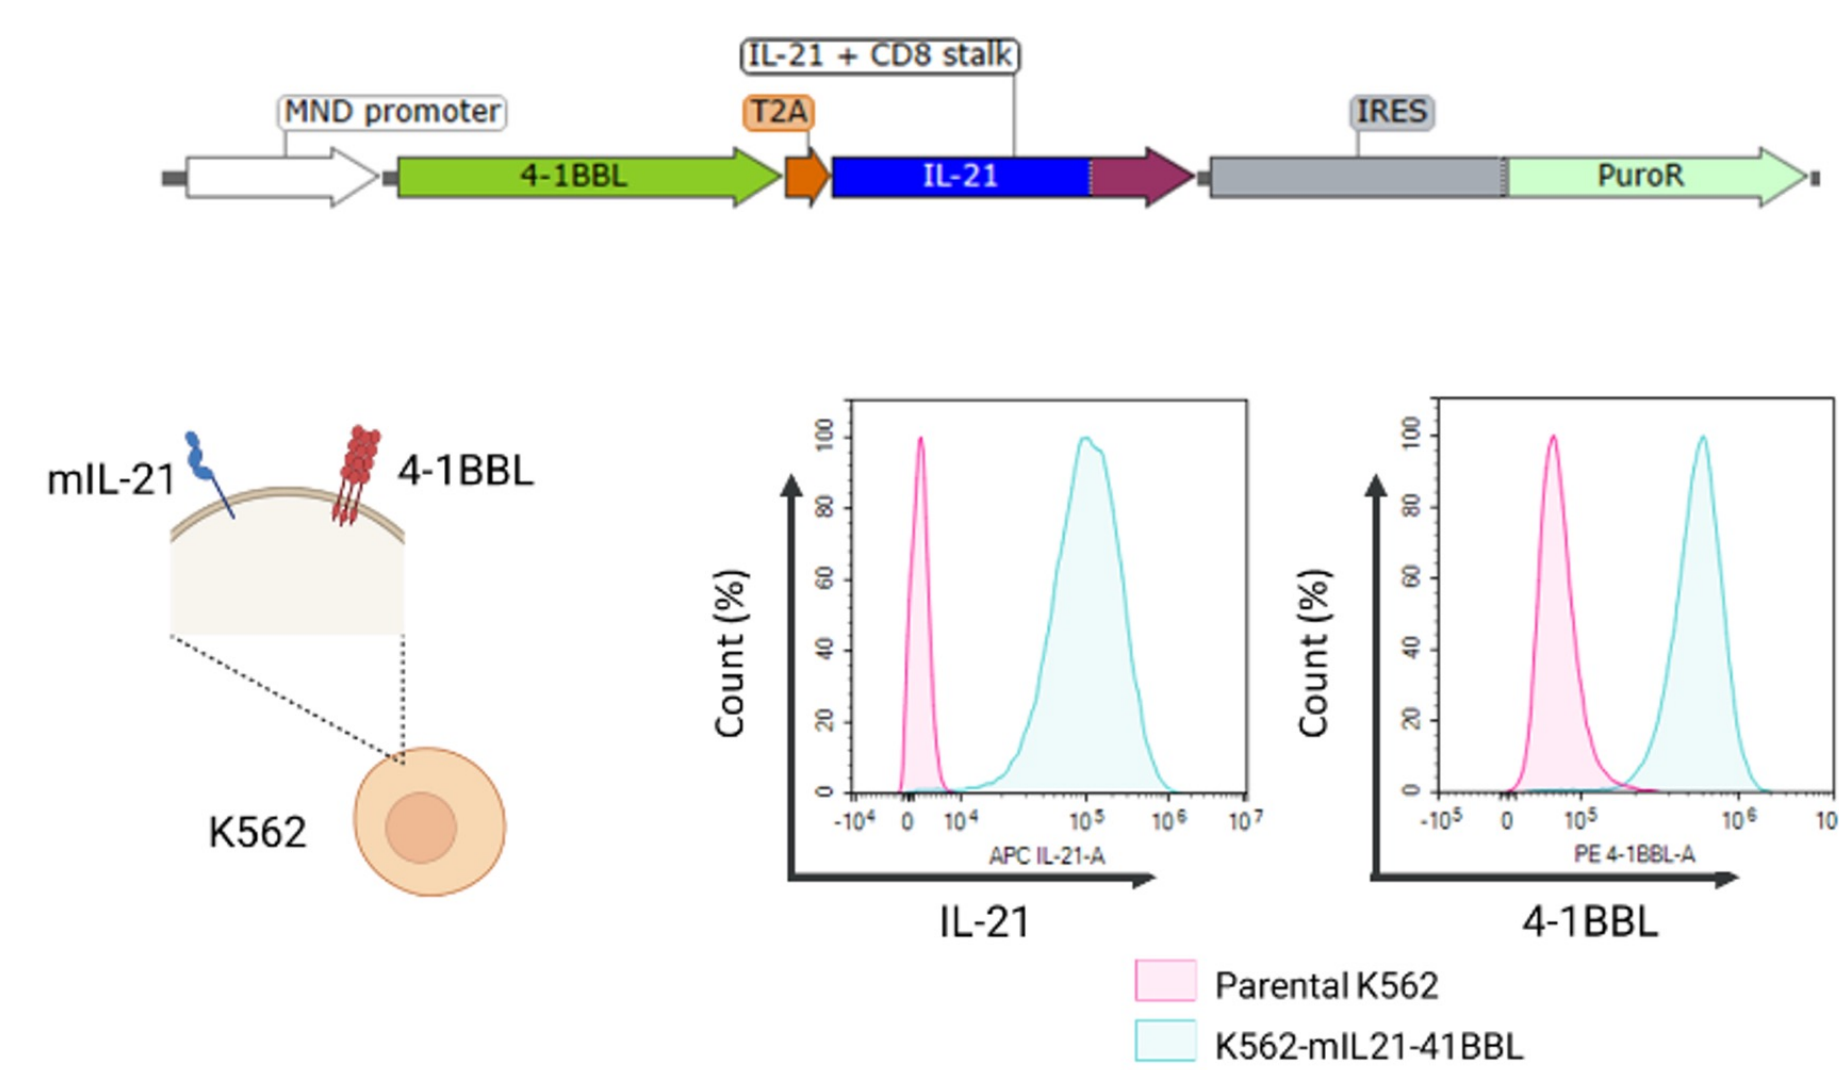 IL-21 + CD8 stalk
MND promoter
T2A
IRES
4-1BBL
IL-21
PuroR
mIL-21
4-1BBL
K562
Count (%)
100
80
60
40
20
0
-10⁴ 0 10⁴ 10⁵ 10⁶ 10⁷
APC IL-21-A
IL-21
Count (%)
100
80
60
40
20
0
-10⁵ 0 10⁵ 10⁶ 10
PE 4-1BBL-A
4-1BBL
Parental K562
K562-mIL21-41BBL